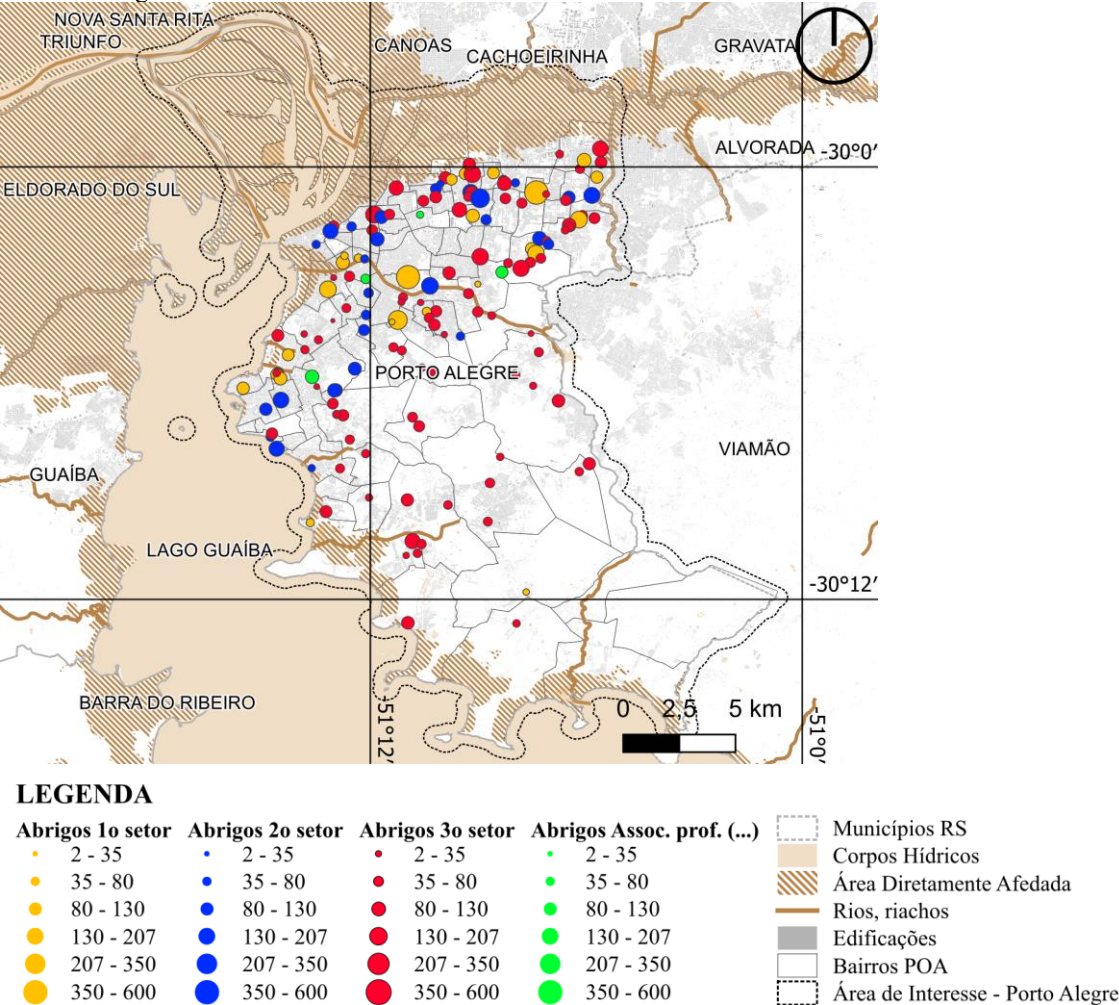 NOVA SANTA RITA
TRIUNFO
CANOAS
CACHOEIRINHA
GRAVATA
ALVORADA
-30°0′
ELDORADO DO SUL
PORTO ALEGRE
VIAMÃO
GUAÍBA
LAGO GUAÍBA
-30°12′
BARRA DO RIBEIRO
0 2,5 5 km
-51°12′
-51°0′
LEGENDA
Abrigos 1o setor Abrigos 2o setor Abrigos 3o setor Abrigos Assoc. prof. (...)
2 - 35 2 - 35 2 - 35 2 - 35
35 - 80 35 - 80 35 - 80 35 - 80
80 - 130 80 - 130 80 - 130 80 - 130
130 - 207 130 - 207 130 - 207 130 - 207
207 - 350 207 - 350 207 - 350 207 - 350
350 - 600 350 - 600 350 - 600 350 - 600
Municípios RS
Corpos Hídricos
Área Diretamente Afedada
Rios, riachos
Edificações
Bairros POA
Área de Interesse - Porto Alegre